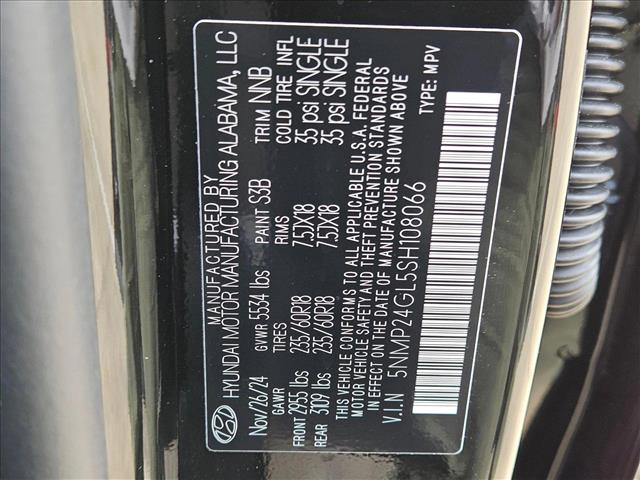 MANUFACTURED BY
HYUNDAI MOTOR MANUFACTURING ALABAMA, LLC
Nov/26/24 GVWR 5534 lbs PAINT S3B TRIM NNB
GAWR TIRES RIMS COLD TIRE INFL
FRONT 2955 lbs 235/60R18 7.5JX18 35 psi SINGLE
REAR 3109 lbs 235/60R18 7.5JX18 35 psi SINGLE
THIS VEHICLE CONFORMS TO ALL APPLICABLE U.S.A. FEDERAL
MOTOR VEHICLE SAFETY AND THEFT PREVENTION STANDARDS
IN EFFECT ON THE DATE OF MANUFACTURE SHOWN ABOVE
V.I.N 5NMP24GL5SH108066 TYPE: MPV